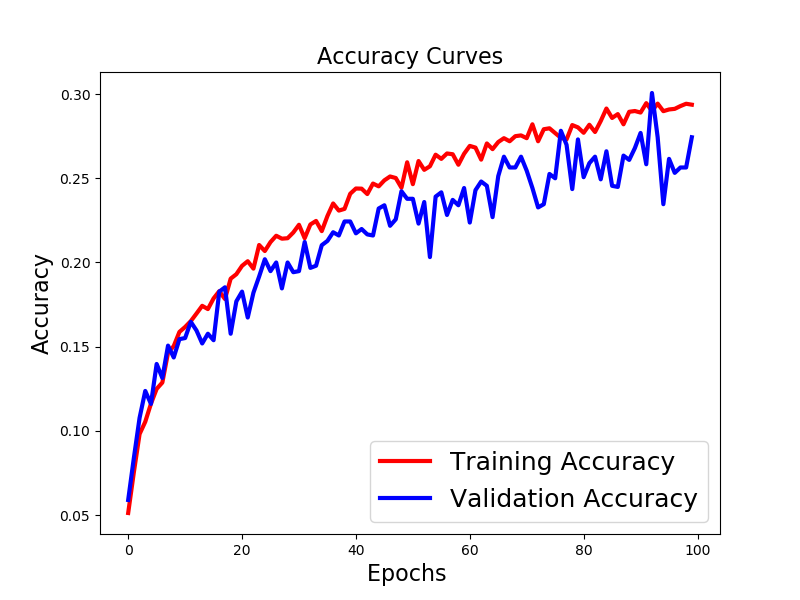 Accuracy Curves
0.30
0.25
0.20
0.15
0.10
0.05
Accuracy
Training Accuracy
Validation Accuracy
0 20 40 60 80 100
Epochs